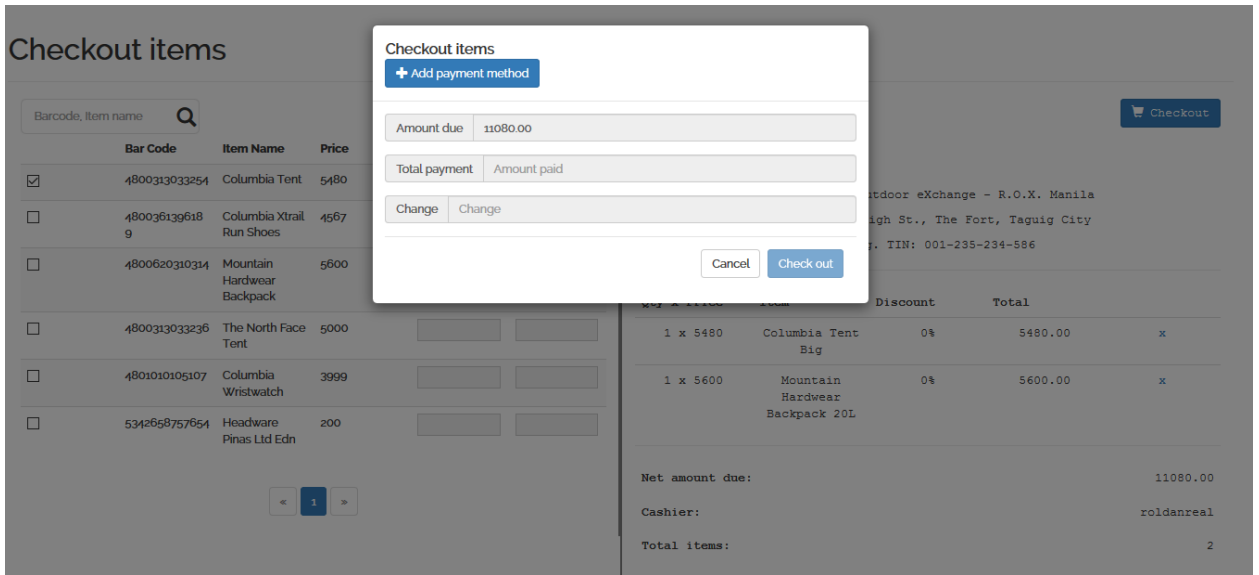 Checkout items
Barcode, Item name
Bar Code Item Name Price
4800313033254 Columbia Tent 5480
480036139618 Columbia Xtrail 4567
9 Run Shoes
4800620310314 Mountain 5600
Hardwear
Backpack
4800313033236 The North Face 5000
Tent
4801010105107 Columbia 3999
Wristwatch
5342658757654 Headware 200
Pinas Ltd Edn
« 1 »
Checkout items
Add payment method
Amount due 11080.00
Total payment Amount paid
Change Change
Cancel Check out
Checkout
eXchange - R.O.X. Manila
St., The Fort, Taguig City
TIN: 001-235-234-586
Discount Total
1 x 5480 Columbia Tent 0% 5480.00 x
Big
1 x 5600 Mountain 0% 5600.00 x
Hardwear
Backpack 20L
Net amount due: 11080.00
Cashier: roldanreal
Total items: 2